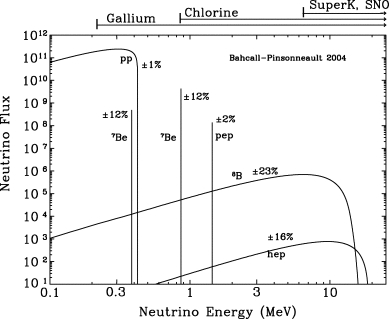 SuperK, SNO
Gallium Chlorine
10¹²
10¹¹
10¹⁰
10⁹
10⁸
10⁷
10⁶
10⁵
10⁴
10³
10²
10¹
Neutrino Flux
Bahcall-Pinsonneault 2004
pp
±1%
±12%
⁷Be
±12%
⁷Be
±2%
pep
⁸B
±23%
±16%
hep
0.1 0.3 1 3 10
Neutrino Energy (MeV)